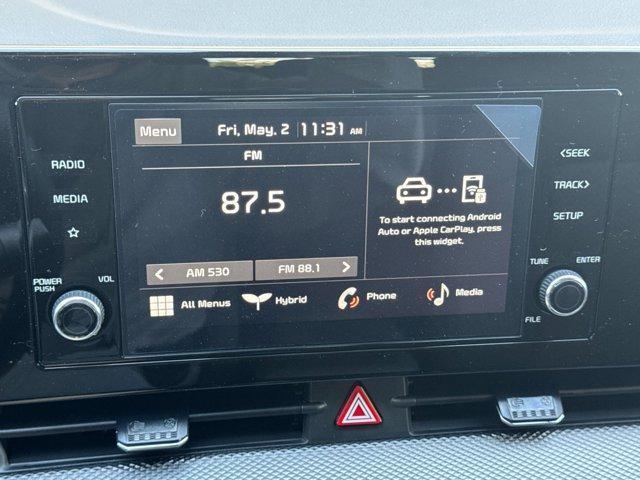 Menu
Fri, May. 2
11:31 AM
FM
87.5
AM 530
FM 88.1
To start connecting Android
Auto or Apple CarPlay, press
this widget.
All Menus
Hybrid
Phone
Media
RADIO
MEDIA
POWER
PUSH
VOL
<SEEK
TRACK>
SETUP
TUNE
ENTER
FILE